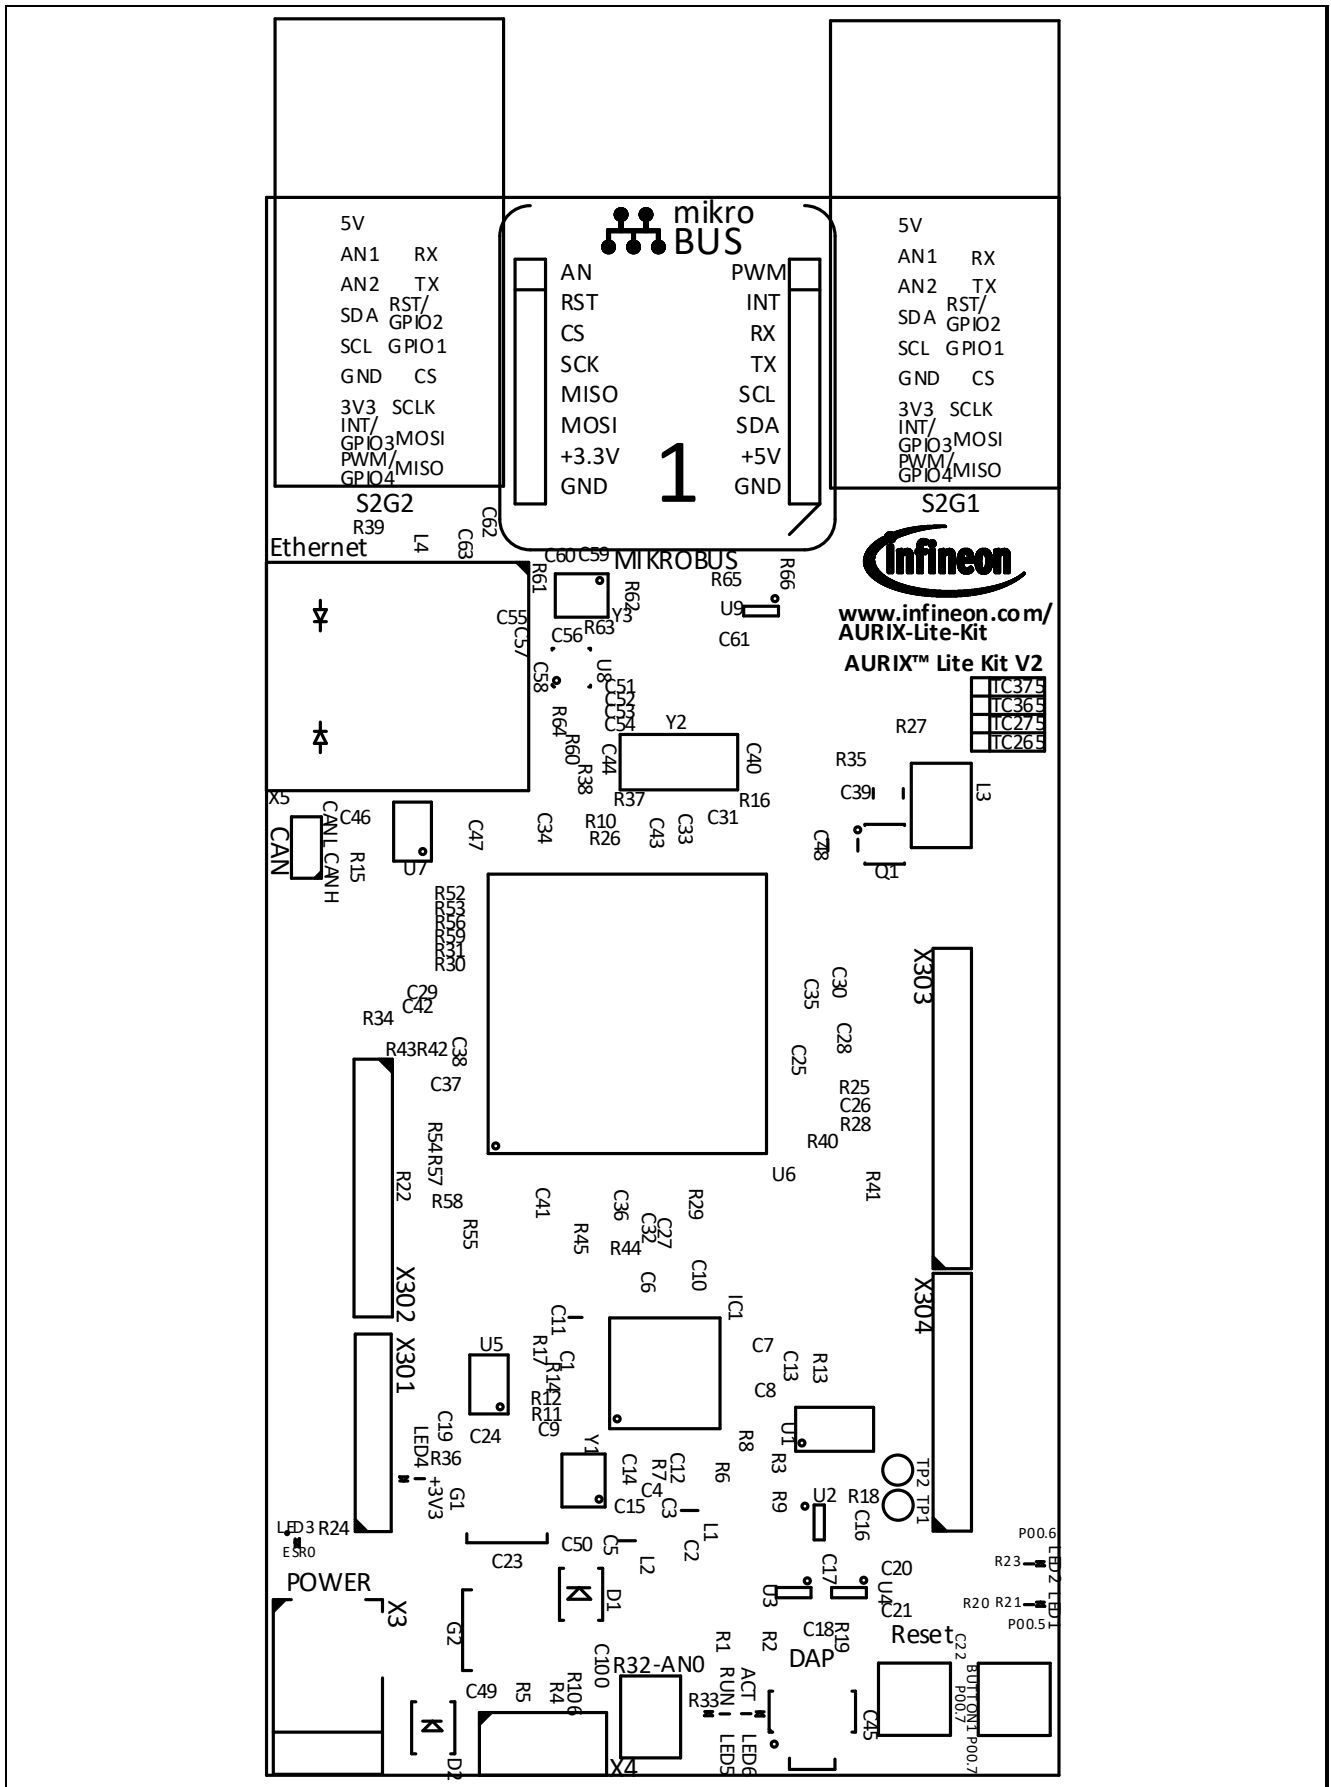 mikro
BUS
5V
AN1 RX
AN2 TX
SDA RST/
GPIO2
SCL GPIO1
GND CS
3V3 SCLK
INT/
GPIO3 MOSI
PWM/
GPIO4 MISO
S2G2
AN PWM
RST INT
CS RX
SCK TX
MISO SCL
MOSI SDA
+3.3V +5V
GND GND
1
MIKROBUS
5V
AN1 RX
AN2 TX
SDA RST/
GPIO2
SCL GPIO1
GND CS
3V3 SCLK
INT/
GPIO3 MOSI
PWM/
GPIO4 MISO
S2G1
R39
Ethernet
L4
C63
C62
C60
C59
R61
R62
Y3
R63
C55
C57
C56
C58
U8
C51
C52
C53
C54
R65
R66
U9
C61
infineon
www.infineon.com/
AURIX-Lite-Kit
AURIX™ Lite Kit V2
TC375
TC365
TC275
TC265
R64
R60
R38
C44
Y2
C40
R37
R16
R27
R35
C39
L3
C48
Q1
X5
CAN
CANL CANH
C46
R15
U7
C47
C34
R10
R26
C43
C33
C31
R52
R53
R56
R59
R31
R30
C29
C42
R34
R43
R42
C38
C37
C35
C30
C28
C25
X303
R25
C26
R28
R40
U6
R41
R54
R57
R22
R58
R55
C41
R45
C36
R44
C32
C27
R29
C6
C10
IC1
X302
X301
X304
C11
U5
R17
C1
R14
R12
R11
C9
C7
C13
R13
C8
U1
C19
LED4
R36
C24
+3V3
G1
Y1
C14
R7
C12
C4
C15
C3
R6
R8
R3
R9
U2
R18
C16
TP2
TP1
LED3
R24
ESR0
POWER
C23
C50
C5
L2
L1
C2
D1
X3
G2
C17
C20
U3
U4
C21
C18
R19
DAP
Reset
P00.6
R23
LED2
R20
R21
LED1
P00.5
C22
BUTTON1
P00.7
P00.7
R1
R2
C100
R32-AN0
C49
R5
R4
R106
R33
RUN
ACT
LED5
LED6
C45
D2
X4